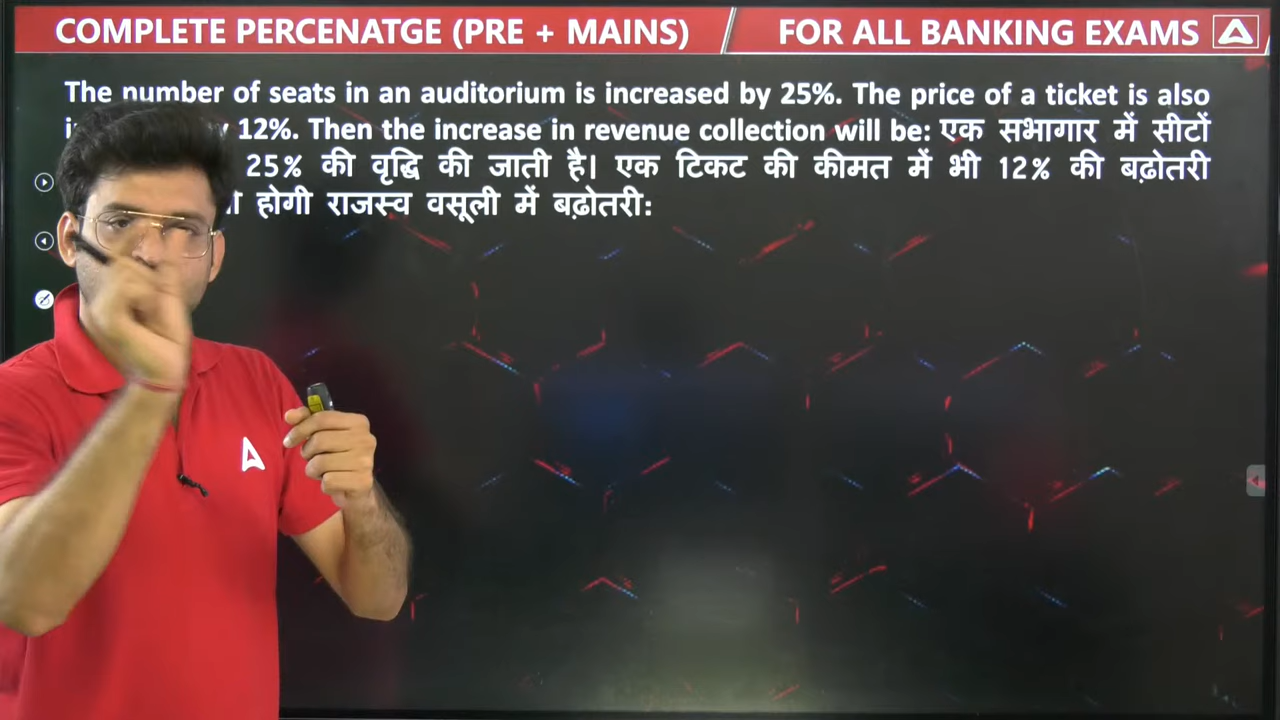 COMPLETE PERCENATGE (PRE + MAINS)
FOR ALL BANKING EXAMS
The number of seats in an auditorium is increased by 25%. The price of a ticket is also
12%. Then the increase in revenue collection will be: एक सभागार में सीटों
25% की वृद्धि की जाती है। एक टिकट की कीमत में भी 12% की बढ़ोतरी
होगी राजस्व वसूली में बढ़ोतरी: